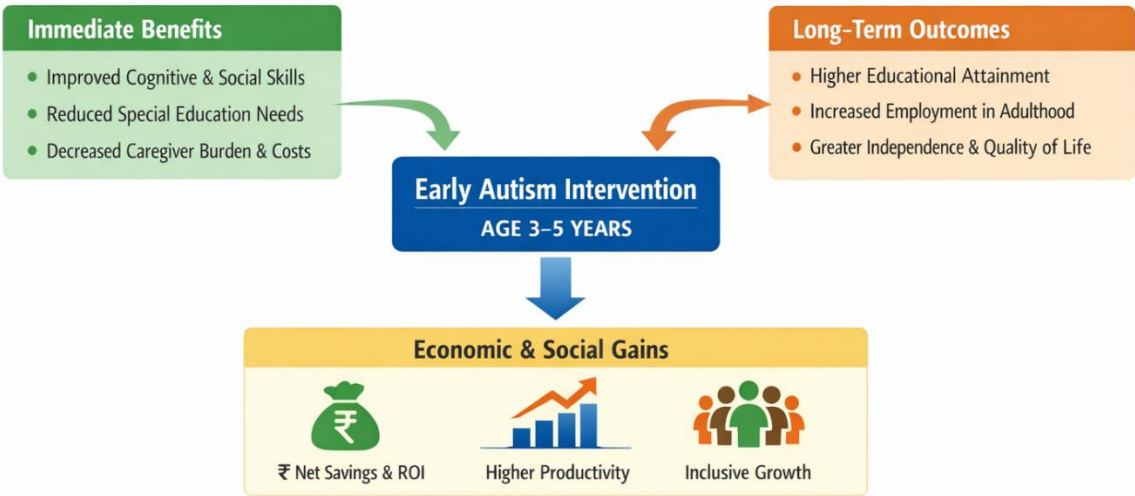 Immediate Benefits
• Improved Cognitive & Social Skills
• Reduced Special Education Needs
• Decreased Caregiver Burden & Costs
Long-Term Outcomes
• Higher Educational Attainment
• Increased Employment in Adulthood
• Greater Independence & Quality of Life
Early Autism Intervention
AGE 3–5 YEARS
Economic & Social Gains
₹
₹ Net Savings & ROI
Higher Productivity
Inclusive Growth